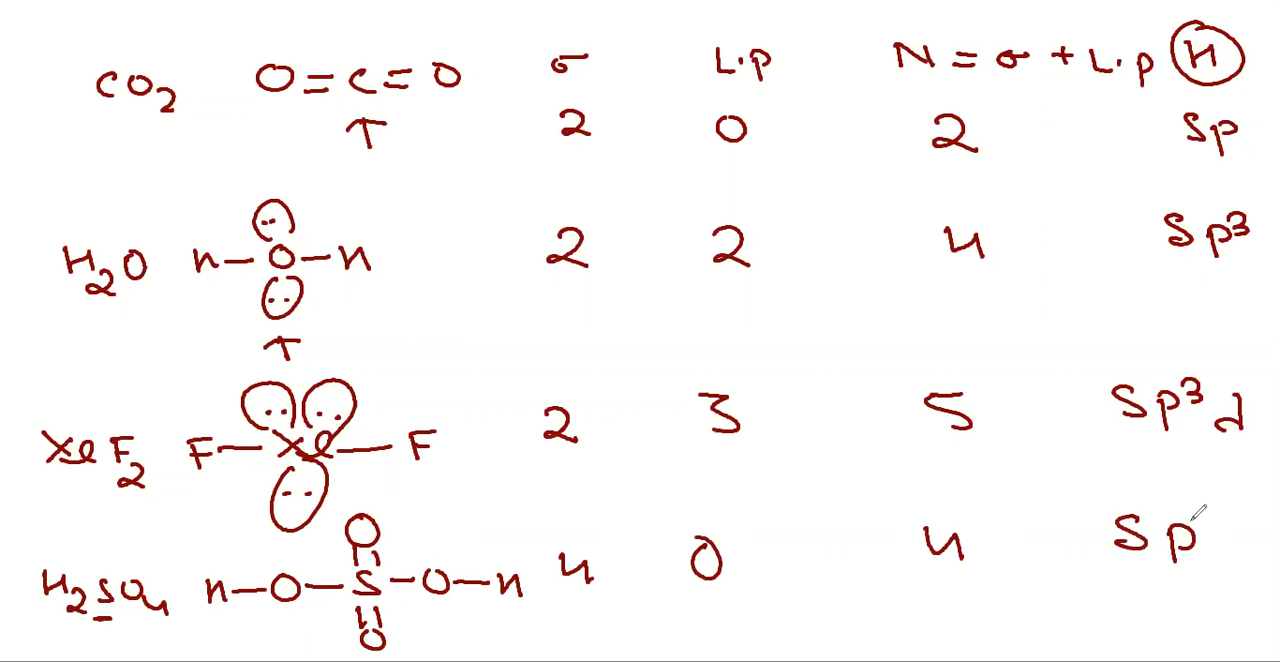 CO2 O=C=O σ L.p N = σ + L.p H
↑ 2 0 2 Sp
H2O H–O–H 2 2 4 Sp³
↑
XeF2 F–Xe–F 2 3 5 Sp³d
O
H2SO4 H–O–S–O–H 4 0 4 Sp
O